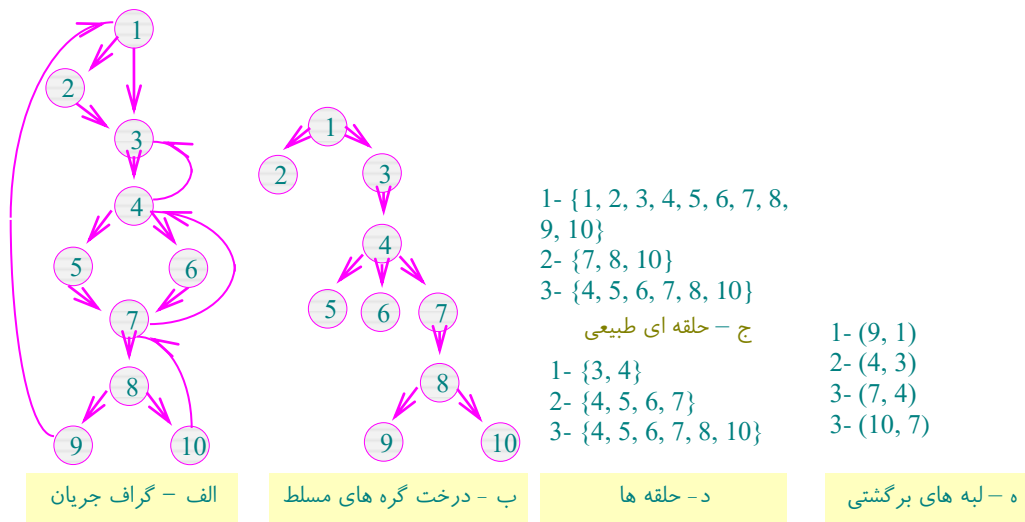 1
2
3
4
5
6
7
8
9
10
1
2
3
4
5
6
7
8
9
10
1- {1, 2, 3, 4, 5, 6, 7, 8,
9, 10}
2- {7, 8, 10}
3- {4, 5, 6, 7, 8, 10}
ج – حلقه ای طبیعی
1- {3, 4}
2- {4, 5, 6, 7}
3- {4, 5, 6, 7, 8, 10}
1- (9, 1)
2- (4, 3)
3- (7, 4)
3- (10, 7)
الف – گراف جریان
ب - درخت گره های مسلط
د- حلقه ها
ه – لبه های برگشتی